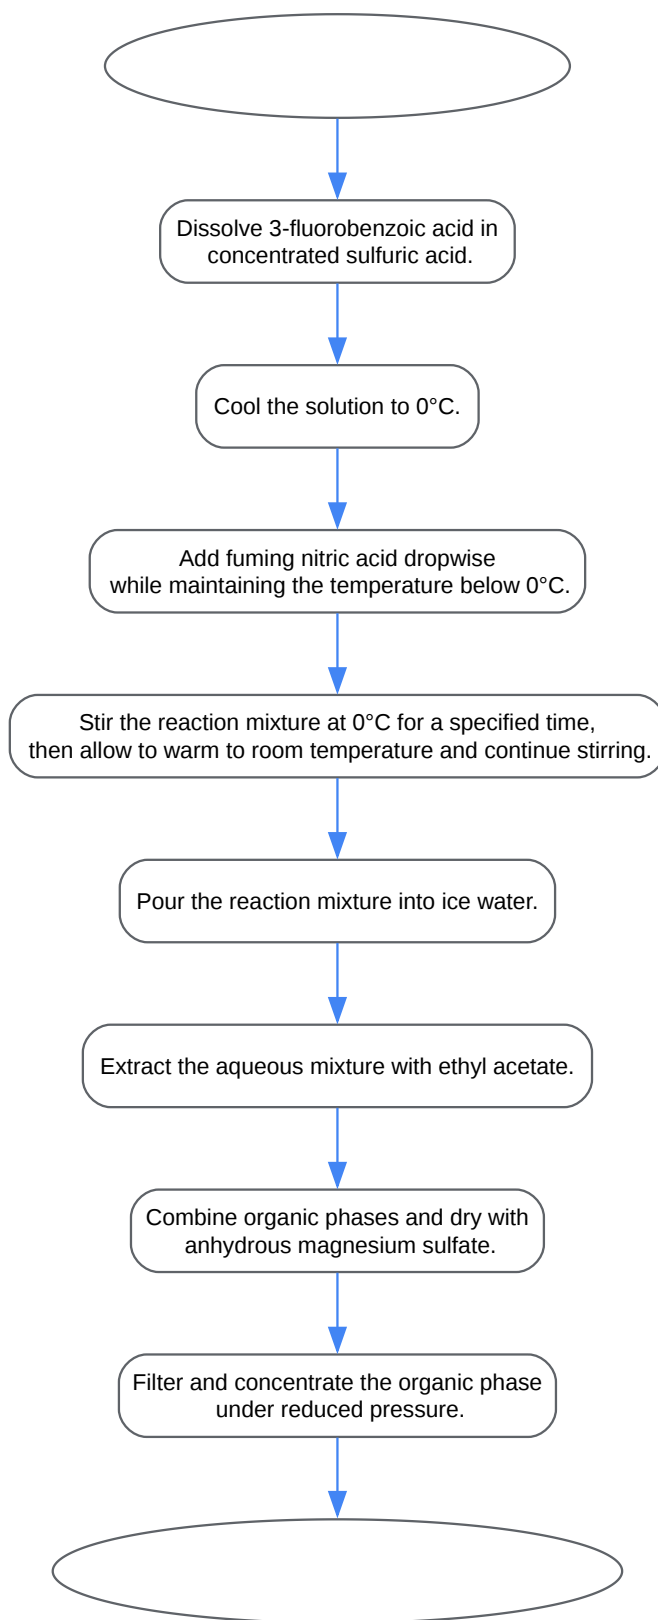 Dissolve 3-fluorobenzoic acid in
concentrated sulfuric acid.
Cool the solution to 0°C.
Add fuming nitric acid dropwise
while maintaining the temperature below 0°C.
Stir the reaction mixture at 0°C for a specified time,
then allow to warm to room temperature and continue stirring.
Pour the reaction mixture into ice water.
Extract the aqueous mixture with ethyl acetate.
Combine organic phases and dry with
anhydrous magnesium sulfate.
Filter and concentrate the organic phase
under reduced pressure.